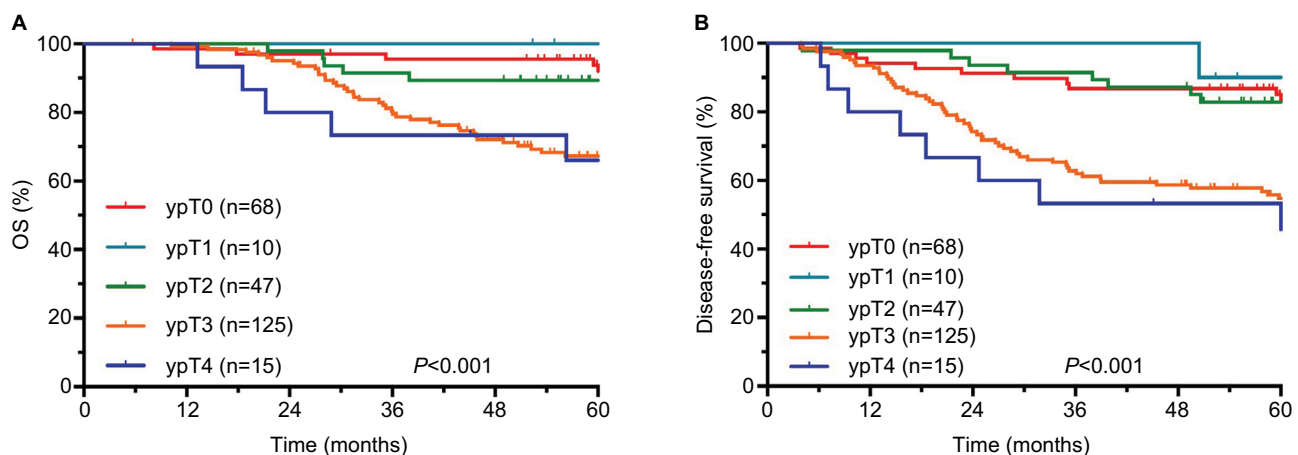 A
OS (%)
100
80
60
40
20
0
ypT0 (n=68)
ypT1 (n=10)
ypT2 (n=47)
ypT3 (n=125)
ypT4 (n=15)
P<0.001
0 12 24 36 48 60
Time (months)
B
Disease-free survival (%)
100
80
60
40
20
0
ypT0 (n=68)
ypT1 (n=10)
ypT2 (n=47)
ypT3 (n=125)
ypT4 (n=15)
P<0.001
0 12 24 36 48 60
Time (months)